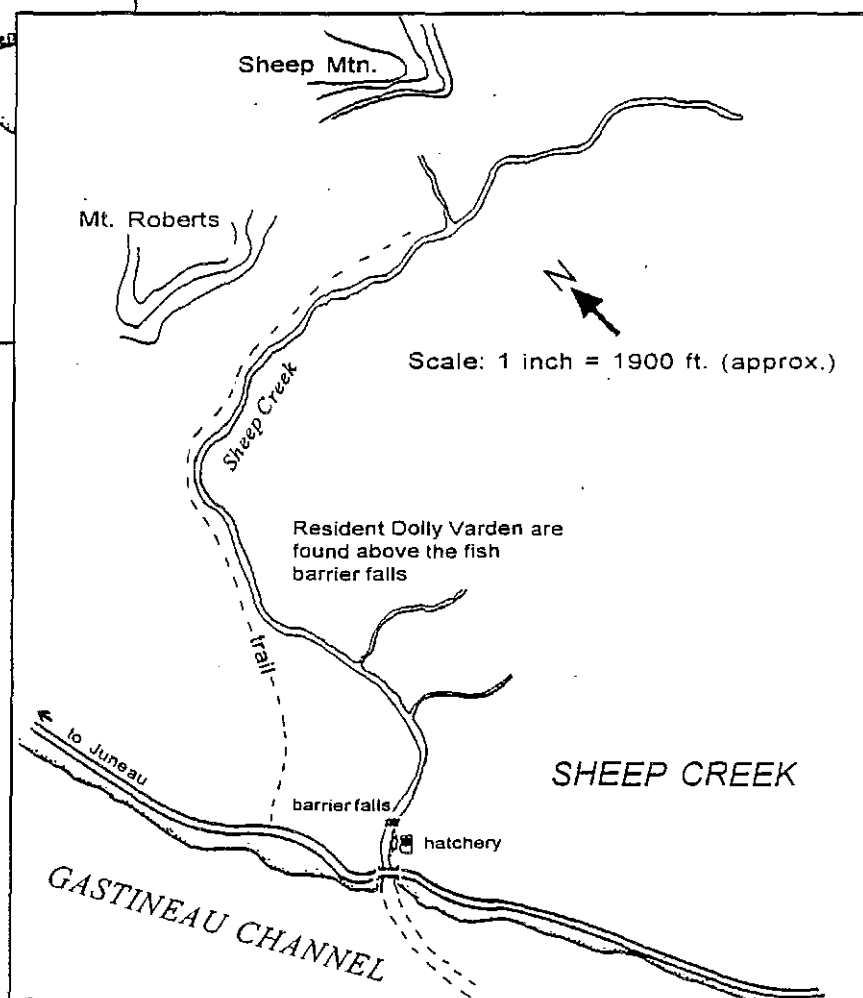 Sheep Mtn.
Mt. Roberts
N
Scale: 1 inch = 1900 ft. (approx.)
Sheep Creek
Resident Dolly Varden are
found above the fish
barrier falls
trail
to Juneau
SHEEP CREEK
barrier falls
hatchery
GASTINEAU CHANNEL